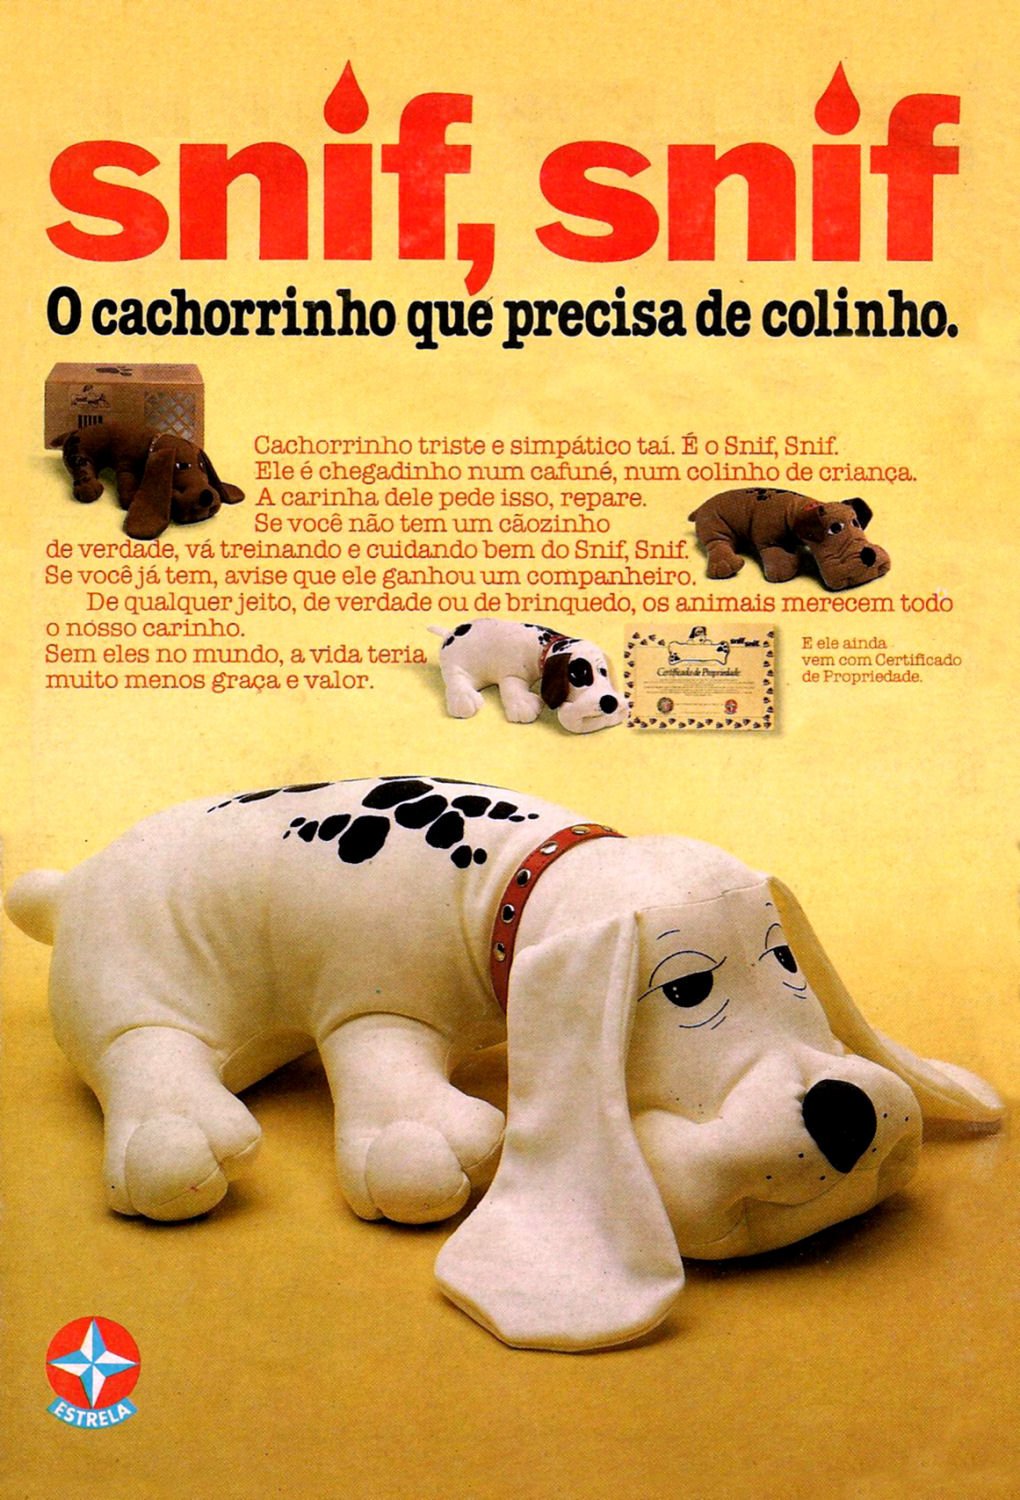 snif, snif
O cachorrinho que precisa de colinho.
Cachorrinho triste e simpático taí. É o Snif, Snif.
Ele é chegadinho num cafuné, num colinho de criança.
A carinha dele pede isso, repare.
Se você não tem um cãozinho
de verdade, vá treinando e cuidando bem do Snif, Snif.
Se você já tem, avise que ele ganhou um companheiro.
De qualquer jeito, de verdade ou de brinquedo, os animais merecem todo
o nosso carinho.
Sem eles no mundo, a vida teria
muito menos graça e valor.
snif snif
Certificado de Propriedade
E ele ainda
vem com Certificado
de Propriedade.
ESTRELA